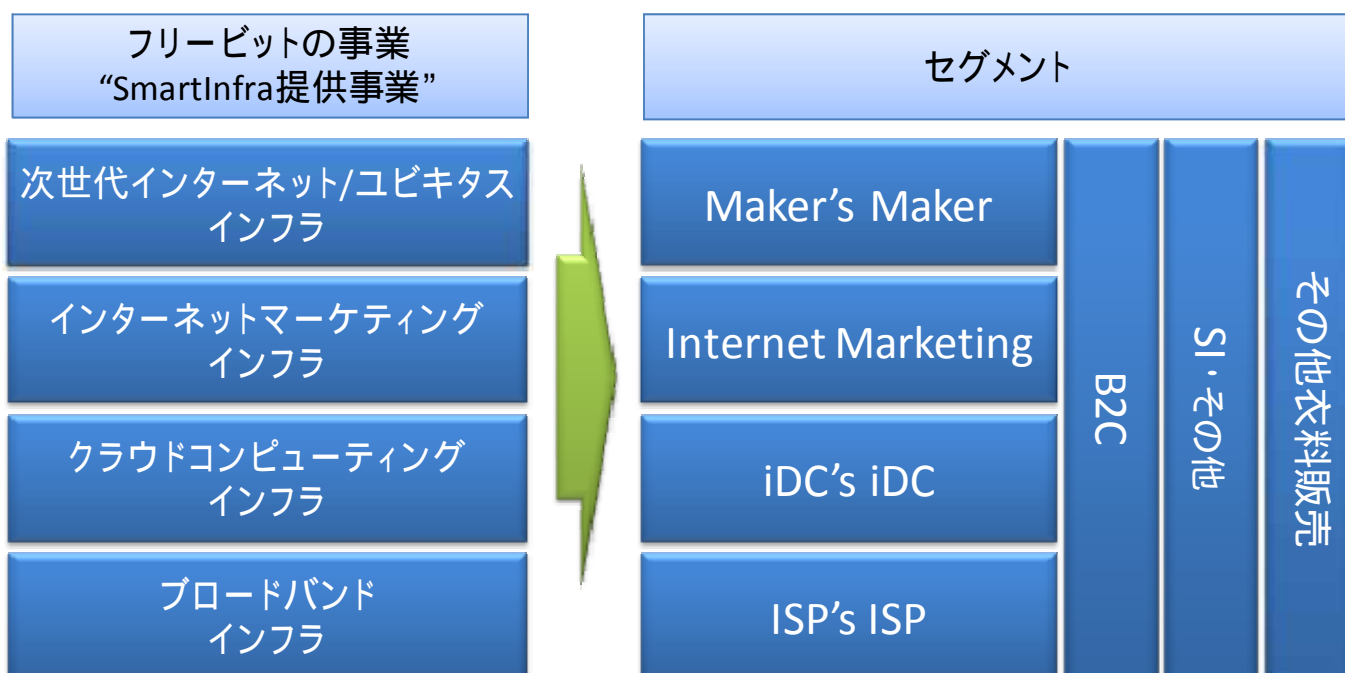 フリービットの事業
“SmartInfra提供事業”
次世代インターネット/ユビキタス
インフラ
インターネットマーケティング
インフラ
クラウドコンピューティング
インフラ
ブロードバンド
インフラ
セグメント
Maker’s Maker
Internet Marketing
iDC’s iDC
ISP’s ISP
B2C
SI・その他
その他衣料販売